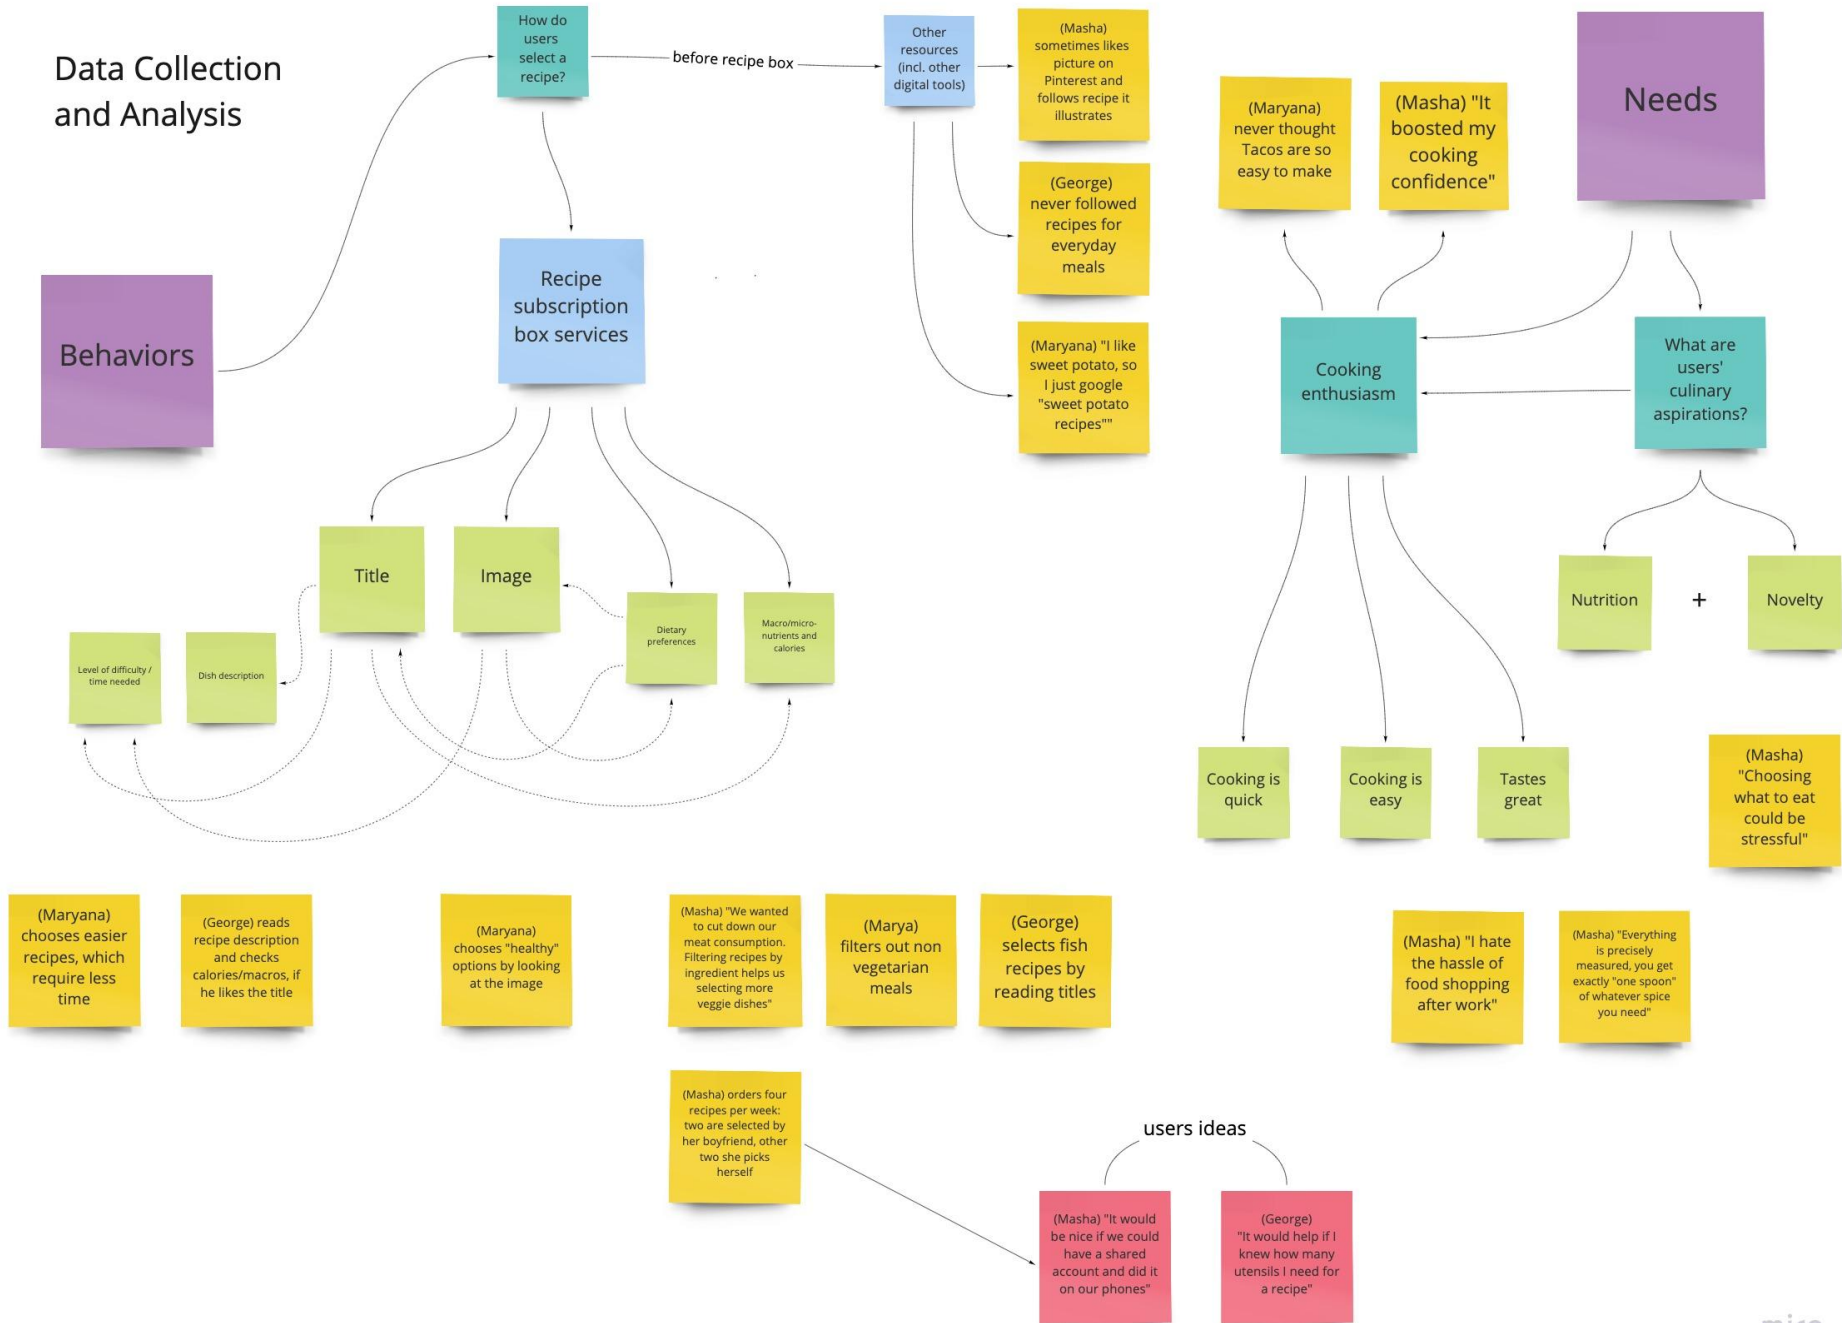 Data Collection
and Analysis
How do
users
select a
recipe?
before recipe box
Other
resources
(incl. other
digital tools)
(Masha)
sometimes likes
picture on
Pinterest and
follows recipe it
illustrates
(George)
never followed
recipes for
everyday
meals
(Maryana) "I like
sweet potato, so
I just google
"sweet potato
recipes""
Behaviors
Recipe
subscription
box services
Title
Image
Dietary
preferences
Macro/micro-
nutrients and
calories
Level of difficulty /
time needed
Dish description
(Maryana)
chooses easier
recipes, which
require less
time
(George) reads
recipe description
and checks
calories/macros, if
he likes the title
(Maryana)
chooses "healthy"
options by looking
at the image
(Masha) "We wanted
to cut down our
meat consumption.
Filtering recipes by
ingredient helps us
selecting more
veggie dishes"
(Marya)
filters out non
vegetarian
meals
(George)
selects fish
recipes by
reading titles
(Masha) orders four
recipes per week:
two are selected by
her boyfriend, other
two she picks
herself
users ideas
(Masha) "It would
be nice if we could
have a shared
account and did it
on our phones"
(George)
"It would help if I
knew how many
utensils I need for
a recipe"
Needs
(Maryana)
never thought
Tacos are so
easy to make
(Masha) "It
boosted my
cooking
confidence"
Cooking
enthusiasm
What are
users'
culinary
aspirations?
Nutrition
+
Novelty
Cooking is
quick
Cooking is
easy
Tastes
great
(Masha)
"Choosing
what to eat
could be
stressful"
(Masha) "I hate
the hassle of
food shopping
after work"
(Masha) "Everything
is precisely
measured, you get
exactly "one spoon"
of whatever spice
you need"